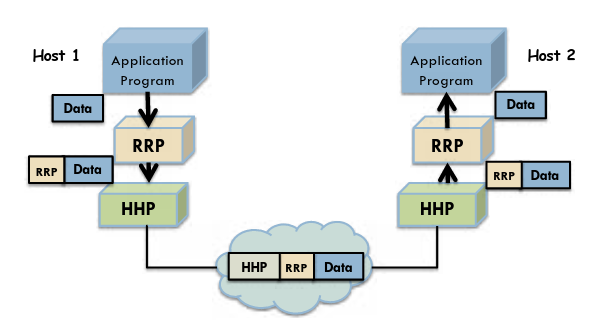 Host 1
Application
Program
Application
Program
Host 2
Data
Data
RRP
RRP
RRP Data
RRP Data
HHP
HHP
HHP RRP Data